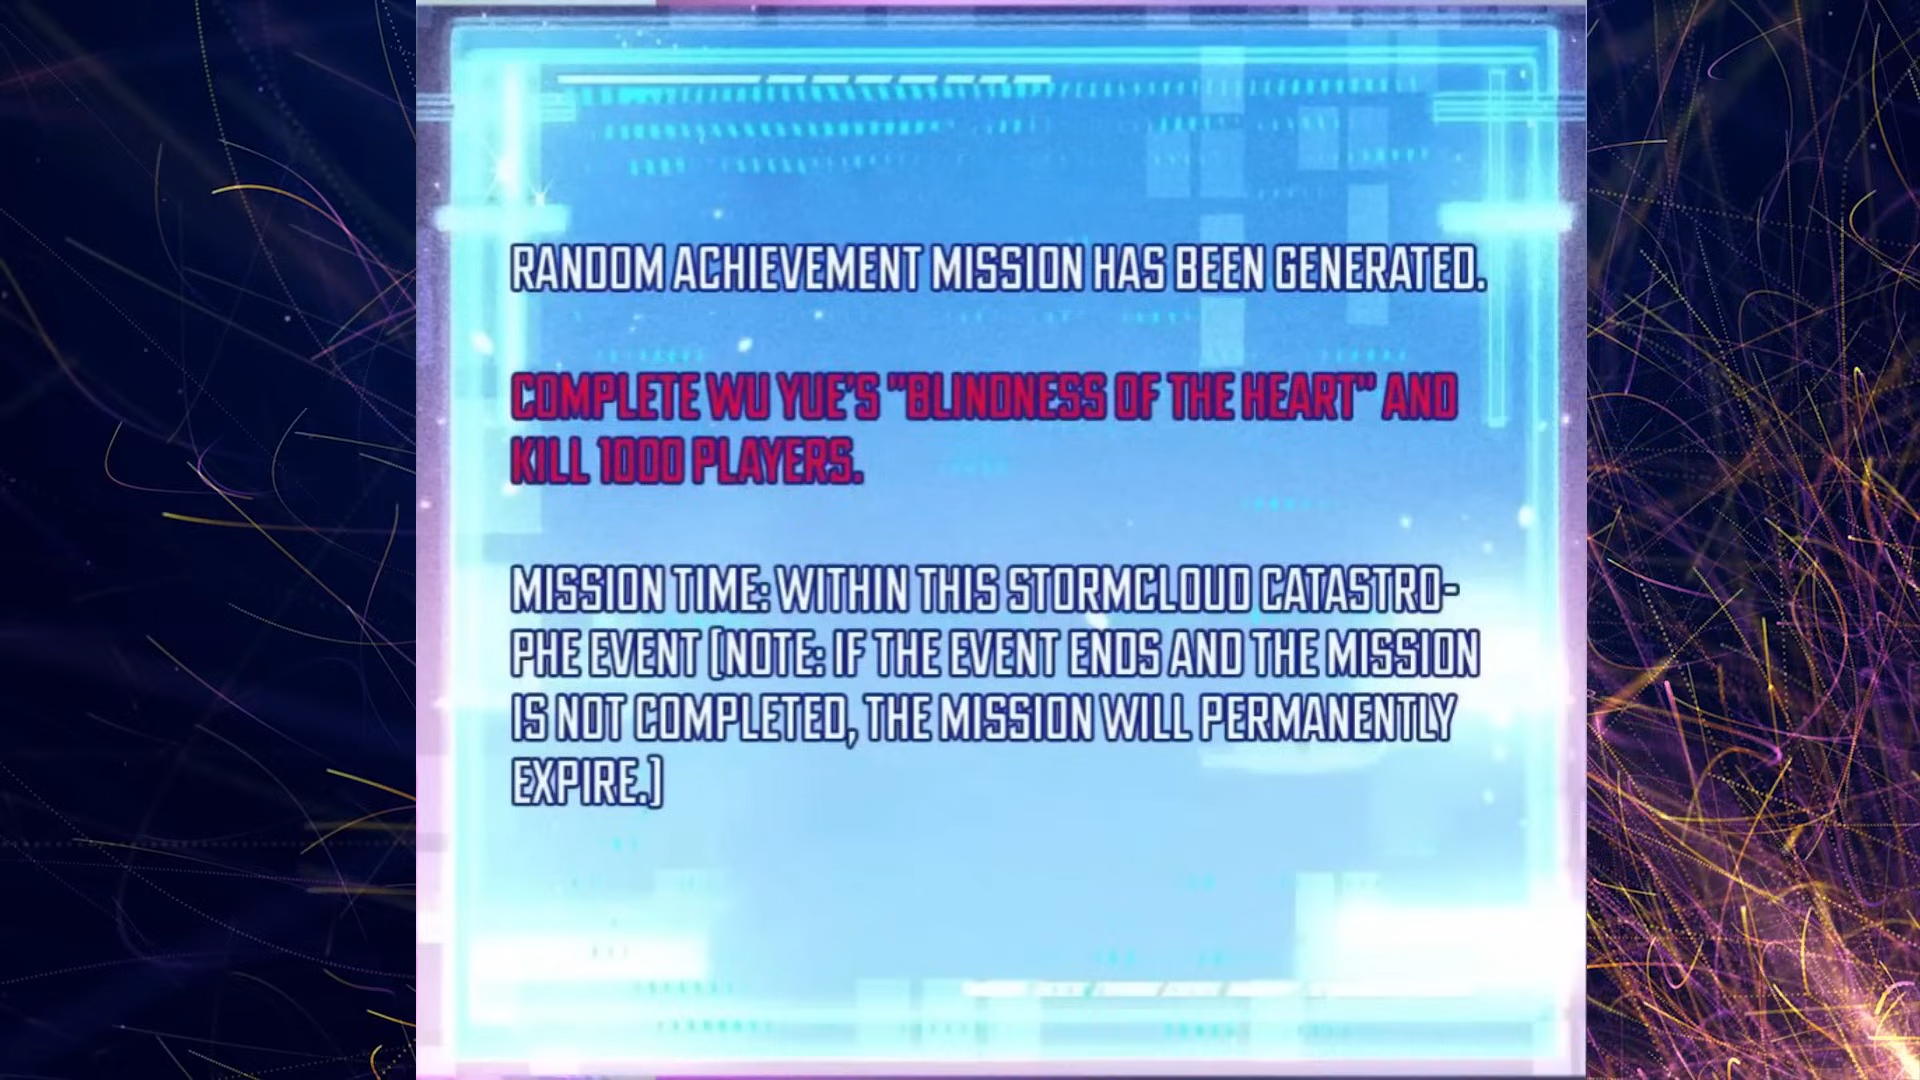 RANDOM ACHIEVEMENT MISSION HAS BEEN GENERATED.
COMPLETE WU YUE'S "BLINDNESS OF THE HEART" AND
KILL 1000 PLAYERS.
MISSION TIME: WITHIN THIS STORMCLOUD CATASTRO-
PHE EVENT [NOTE: IF THE EVENT ENDS AND THE MISSION
IS NOT COMPLETED, THE MISSION WILL PERMANENTLY
EXPIRE.]